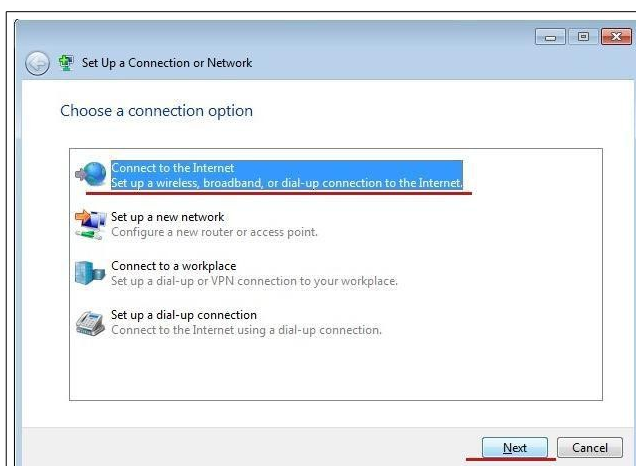 Set Up a Connection or Network
Choose a connection option
Connect to the Internet
Set up a wireless, broadband, or dial-up connection to the Internet.
Set up a new network
Configure a new router or access point.
Connect to a workplace
Set up a dial-up or VPN connection to your workplace.
Set up a dial-up connection
Connect to the Internet using a dial-up connection.
Next Cancel